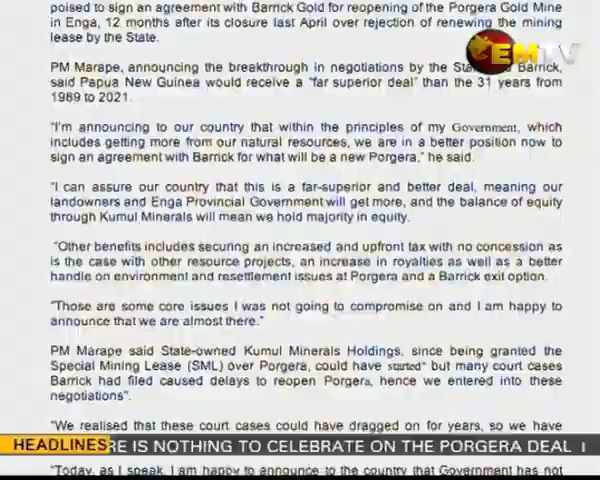 poised to sign an agreement with Barrick Gold for reopening of the Porgera Gold Mine
in Enga, 12 months after its closure last April over rejection of renewing the mining
lease by the State.
EMTV
PM Marape, announcing the breakthrough in negotiations by the Barrick,
said Papua New Guinea would receive a "far superior deal" than the 31 years from
1989 to 2021.
"I'm announcing to our country that within the principles of my Government, which
includes getting more from our natural resources, we are in a better position now to
sign an agreement with Barrick for what will be a new Porgera," he said.
"I can assure our country that this is a far-superior and better deal, meaning our
landowners and Enga Provincial Government will get more, and the balance of equity
through Kumul Minerals will mean we hold majority in equity.
"Other benefits includes securing an increased and upfront tax with no concession as
is the case with other resource projects, an increase in royalties as well as a better
handle on environment and resettlement issues at Porgera and a Barrick exit option.
"Those are some core issues I was not going to compromise on and I am happy to
announce that we are almost there."
PM Marape said State-owned Kumul Minerals Holdings, since being granted the
Special Mining Lease (SML) over Porgera, could have started" but many court cases
Barrick had filed caused delays to reopen Porgera, hence we entered into these
negotiations".
"We realised that these court cases could have dragged on for years, so we have
HEADLINES RE IS NOTHING TO CELEBRATE ON THE PORGERA DEAL
"Today, as I speak, I am happy to announce to the country that Government has not